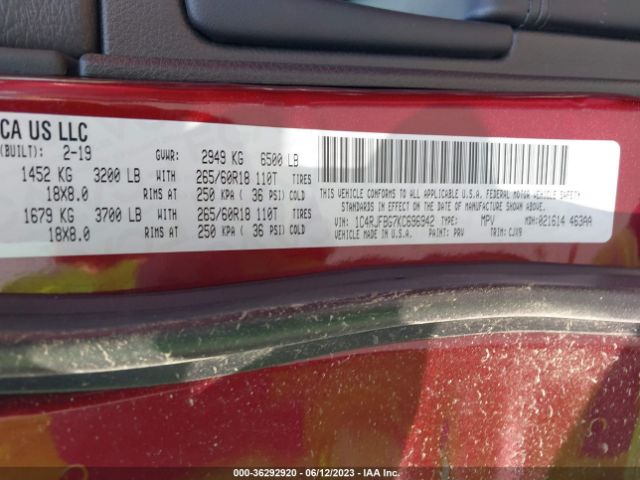 CA US LLC
(BUILT): 2-19 GVWR: 2949 KG 6500 LB
1452 KG 3200 LB WITH 265/60R18 110T TIRES
18X8.0 RIMS AT 250 KPA ( 36 PSI) COLD
1679 KG 3700 LB WITH 265/60R18 110T TIRES
18X8.0 RIMS AT 250 KPA ( 36 PSI) COLD
THIS VEHICLE CONFORMS TO ALL APPLICABLE U.S.A. FEDERAL MOTOR VEHICLE SAFETY
STANDARDS IN EFFECT ON THE DATE OF MANUFACTURE SHOWN ABOVE.
VIN: 1C4RJFBG7KC696942 TYPE: MPV MDH:021614 463AA
VEHICLE MADE IN U.S.A. PAINT: PRV TRIM: CJX9
000-36292920 - 06/12/2023 - IAA Inc.